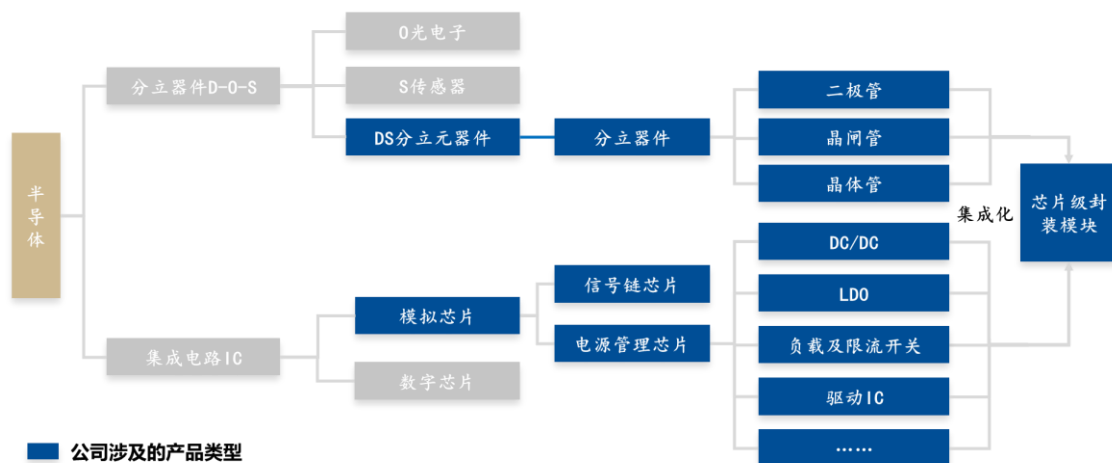 半导体
分立器件D-O-S
集成电路IC
O光电子
S传感器
DS分立元器件
模拟芯片
数字芯片
分立器件
信号链芯片
电源管理芯片
二极管
晶闸管
晶体管
DC/DC
LDO
负载及限流开关
驱动IC
……
集成化
芯片级封
装模块
公司涉及的产品类型